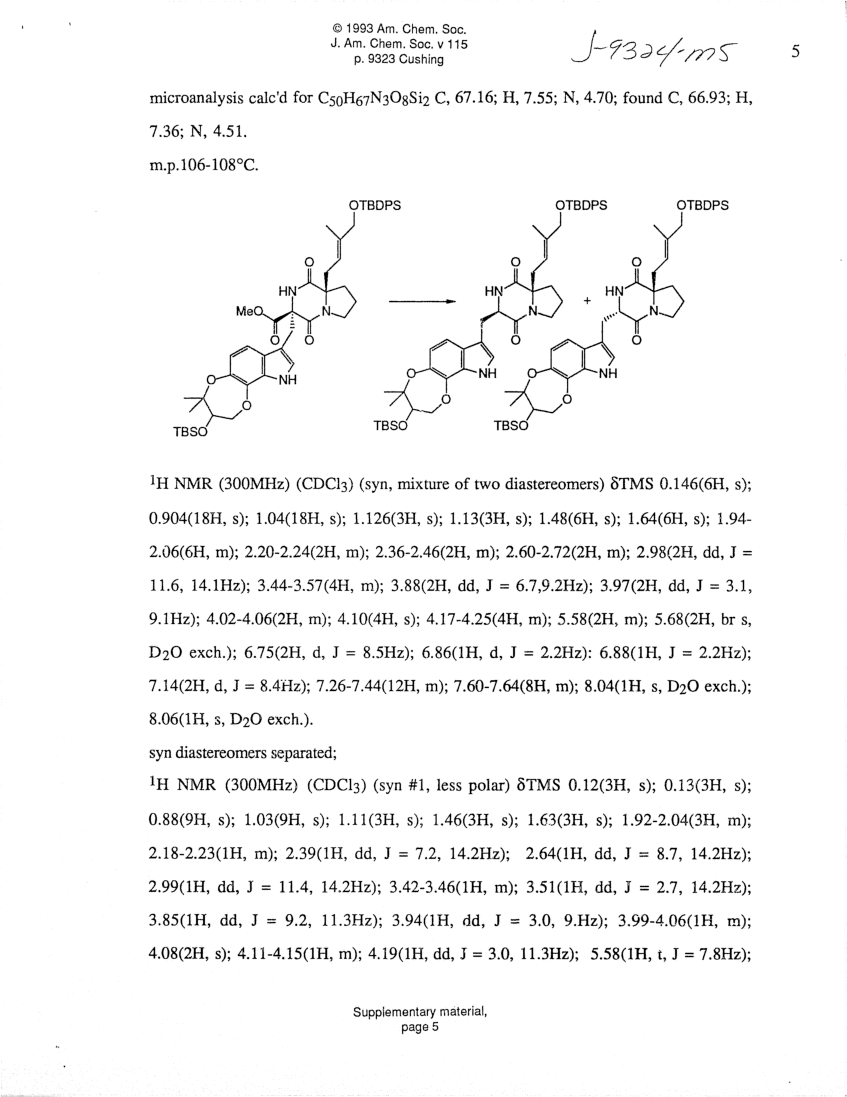 © 1993 Am. Chem. Soc.
J. Am. Chem. Soc. v 115
p. 9323 Cushing
J-9324-m5
5
microanalysis calc'd for C50H67N3O8Si2 C, 67.16; H, 7.55; N, 4.70; found C, 66.93; H,
7.36; N, 4.51.
m.p.106-108°C.
OTBDPS
O
HN
N
MeO
O
O
O
NH
O
TBSO
OTBDPS
O
HN
N
O
O
NH
O
TBSO
+
OTBDPS
O
HN
N
O
O
NH
O
TBSO
1H NMR (300MHz) (CDCl3) (syn, mixture of two diastereomers) δTMS 0.146(6H, s);
0.904(18H, s); 1.04(18H, s); 1.126(3H, s); 1.13(3H, s); 1.48(6H, s); 1.64(6H, s); 1.94-
2.06(6H, m); 2.20-2.24(2H, m); 2.36-2.46(2H, m); 2.60-2.72(2H, m); 2.98(2H, dd, J =
11.6, 14.1Hz); 3.44-3.57(4H, m); 3.88(2H, dd, J = 6.7,9.2Hz); 3.97(2H, dd, J = 3.1,
9.1Hz); 4.02-4.06(2H, m); 4.10(4H, s); 4.17-4.25(4H, m); 5.58(2H, m); 5.68(2H, br s,
D2O exch.); 6.75(2H, d, J = 8.5Hz); 6.86(1H, d, J = 2.2Hz): 6.88(1H, J = 2.2Hz);
7.14(2H, d, J = 8.4Hz); 7.26-7.44(12H, m); 7.60-7.64(8H, m); 8.04(1H, s, D2O exch.);
8.06(1H, s, D2O exch.).
syn diastereomers separated;
1H NMR (300MHz) (CDCl3) (syn #1, less polar) δTMS 0.12(3H, s); 0.13(3H, s);
0.88(9H, s); 1.03(9H, s); 1.11(3H, s); 1.46(3H, s); 1.63(3H, s); 1.92-2.04(3H, m);
2.18-2.23(1H, m); 2.39(1H, dd, J = 7.2, 14.2Hz); 2.64(1H, dd, J = 8.7, 14.2Hz);
2.99(1H, dd, J = 11.4, 14.2Hz); 3.42-3.46(1H, m); 3.51(1H, dd, J = 2.7, 14.2Hz);
3.85(1H, dd, J = 9.2, 11.3Hz); 3.94(1H, dd, J = 3.0, 9.Hz); 3.99-4.06(1H, m);
4.08(2H, s); 4.11-4.15(1H, m); 4.19(1H, dd, J = 3.0, 11.3Hz); 5.58(1H, t, J = 7.8Hz);
Supplementary material,
page 5